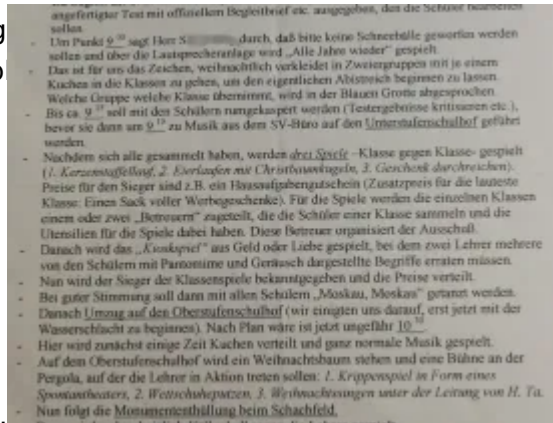 angefertigter Text mit offiziellem Begleitbrief etc. ausgegeben, den die Schüler bearbeiten
sollen
- Um Punkt 9 sagt Herr S durch, daß bitte keine Schneebälle geworfen werden
sollen und über die Lautsprecheranlage wird „Alle Jahre wieder" gespielt.
- Das ist für uns das Zeichen, weihnachtlich verkleidet in Zweiergruppen mit je einem
Kuchen in die Klassen zu gehen, um den eigentlichen Abistreich beginnen zu lassen.
Welche Gruppe welche Klasse übernimmt, wird in der Blauen Grotte abgesprochen.
- Bis ca. 9 soll mit den Schülern rumgekaspert werden (Testergebnisse kritisieren etc.),
bevor sie dann um 9 zu Musik aus dem SV-Büro auf den Unterstufenschulhof geführt
werden.
- Nachdem sich alle gesammelt haben, werden drei Spiele –Klasse gegen Klasse- gespielt
(1. Kerzenstaffellauf, 2. Eierlaufen mit Christbaumkugeln, 3. Geschenk durchreichen).
Preise für den Sieger sind z.B. ein Hausaufgabengutschein (Zusatzpreis für die lauteste
Klasse: Einen Sack voller Werbegeschenke). Für die Spiele werden die einzelnen Klassen
einem oder zwei „Betreuern" zugeteilt, die die Schüler einer Klasse sammeln und die
Utensilien für die Spiele dabei haben. Diese Betreuer organisiert der Ausschuß.
- Danach wird das „Kuckspiel" aus Geld oder Liebe gespielt, bei dem zwei Lehrer mehrere
von den Schülern mit Pantomime und Geräusch dargestellte Begriffe erraten müssen.
- Nun wird der Sieger der Klassenspiele bekanntgegeben und die Preise verteilt.
- Bei guter Stimmung soll dann mit allen Schülern „Moskau, Moskau" getanzt werden.
- Danach Umzug auf den Oberstufenschulhof (wir einigten uns darauf, erst jetzt mit der
Wasserschlacht zu beginnen). Nach Plan wäre ist jetzt ungefähr 10
- Hier wird zunächst einige Zeit Kuchen verteilt und ganz normale Musik gespielt.
- Auf dem Oberstufenschulhof wird ein Weihnachtsbaum stehen und eine Bühne an der
Pergola, auf der die Lehrer in Aktion treten sollen: 1. Krippenspiel in Form eines
Spontantheaters, 2. Wettschuheputzen, 3. Weihnachtssingen unter der Leitung von H. Ta.
- Nun folgt die Monumententhüllung beim Schachfeld.